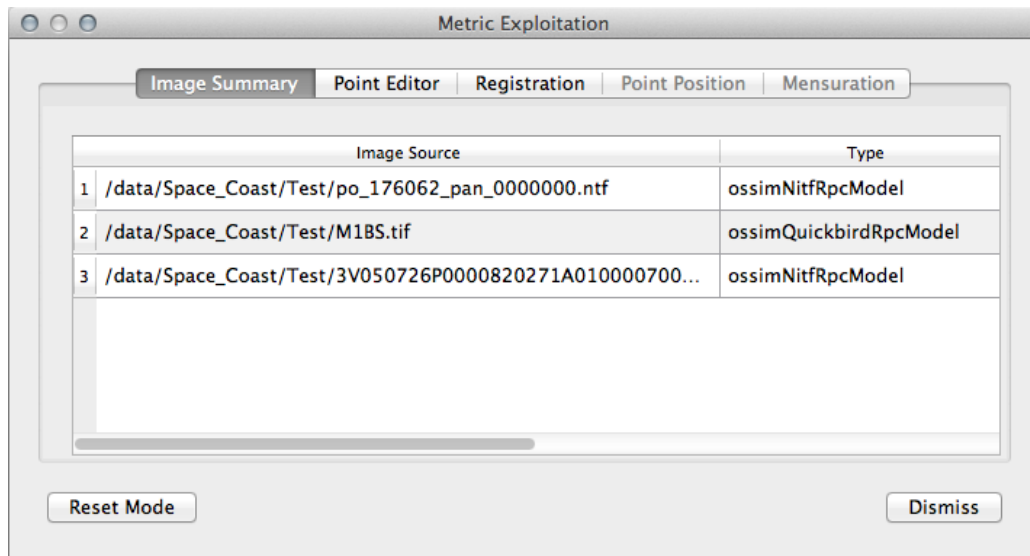 Metric Exploitation
Image Summary Point Editor Registration Point Position Mensuration
Image Source Type
1 /data/Space_Coast/Test/po_176062_pan_0000000.ntf ossimNitfRpcModel
2 /data/Space_Coast/Test/M1BS.tif ossimQuickbirdRpcModel
3 /data/Space_Coast/Test/3V050726P0000820271A010000700... ossimNitfRpcModel
Reset Mode Dismiss